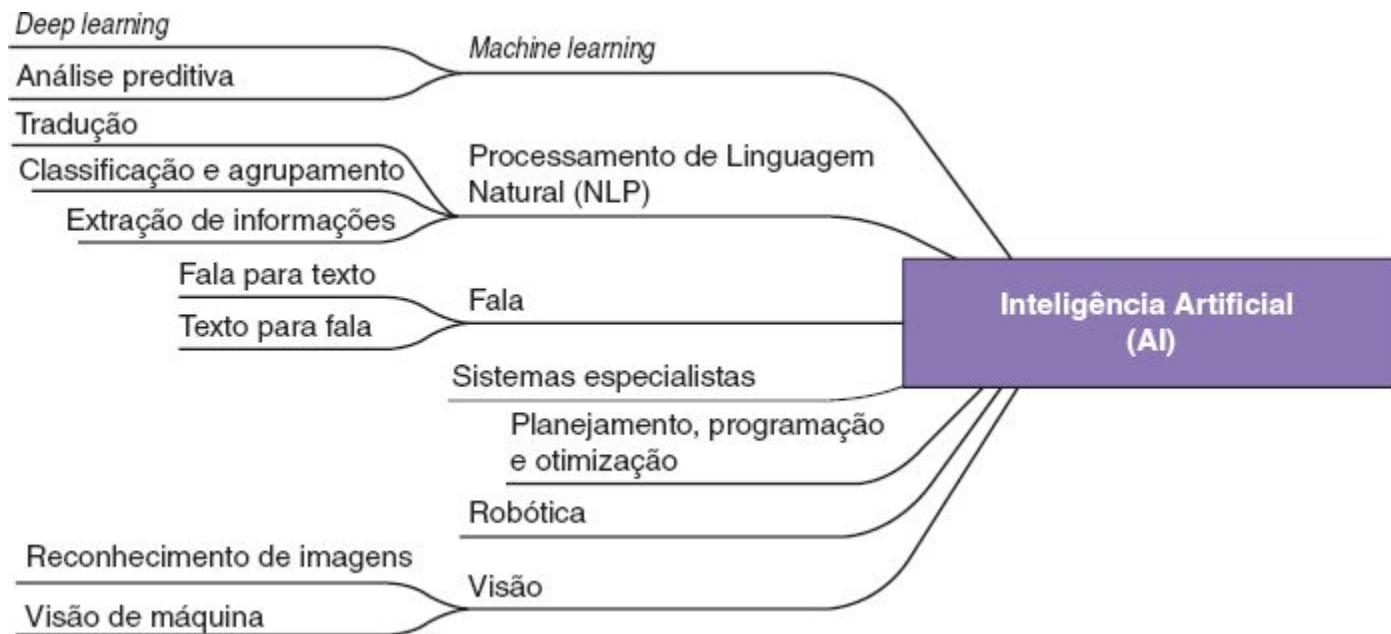 Deep learning
Análise preditiva
Machine learning
Tradução
Classificação e agrupamento
Extração de informações
Processamento de Linguagem
Natural (NLP)
Fala para texto
Texto para fala
Fala
Sistemas especialistas
Planejamento, programação
e otimização
Robótica
Reconhecimento de imagens
Visão de máquina
Visão
Inteligência Artificial
(AI)